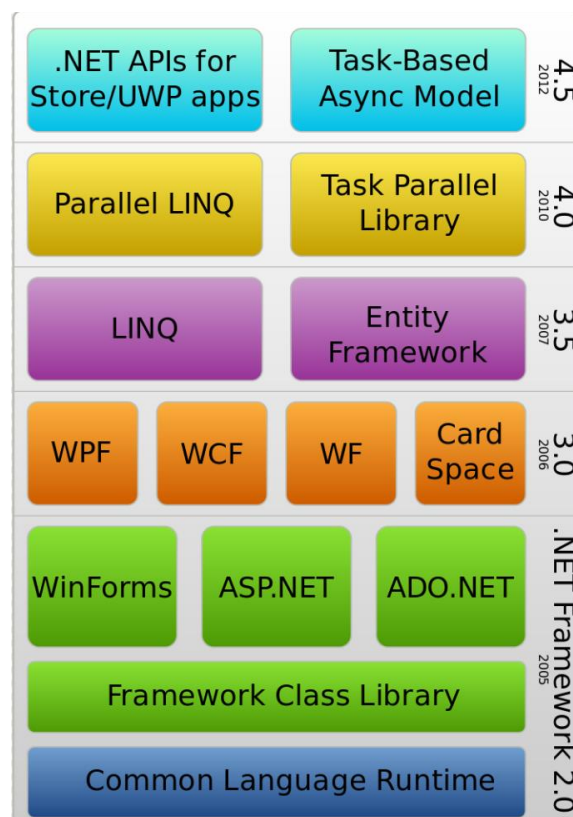 .NET APIs for
Store/UWP apps
Task-Based
Async Model
4.5
2012
Parallel LINQ
Task Parallel
Library
4.0
2010
LINQ
Entity
Framework
3.5
2007
WPF
WCF
WF
Card
Space
3.0
2006
WinForms
ASP.NET
ADO.NET
Framework Class Library
Common Language Runtime
.NET Framework 2.0
2005